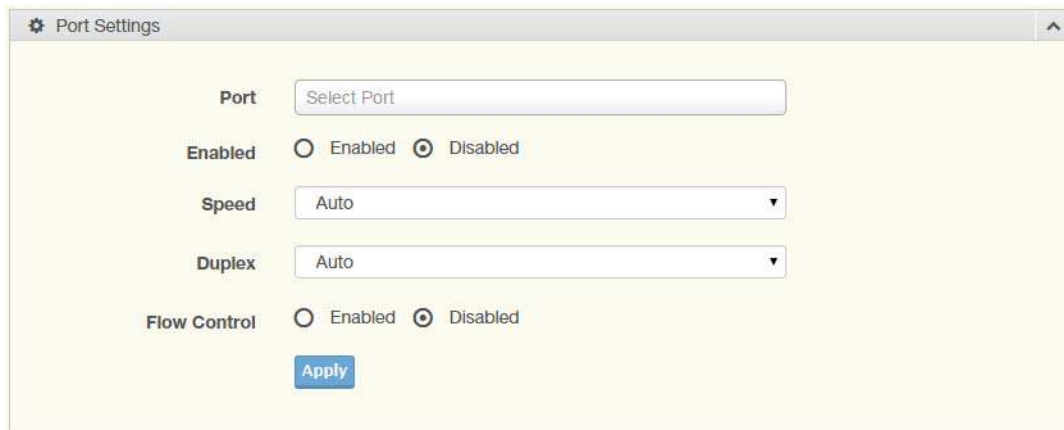 Port Settings
Port Select Port
Enabled Enabled Disabled
Speed Auto
Duplex Auto
Flow Control Enabled Disabled
Apply